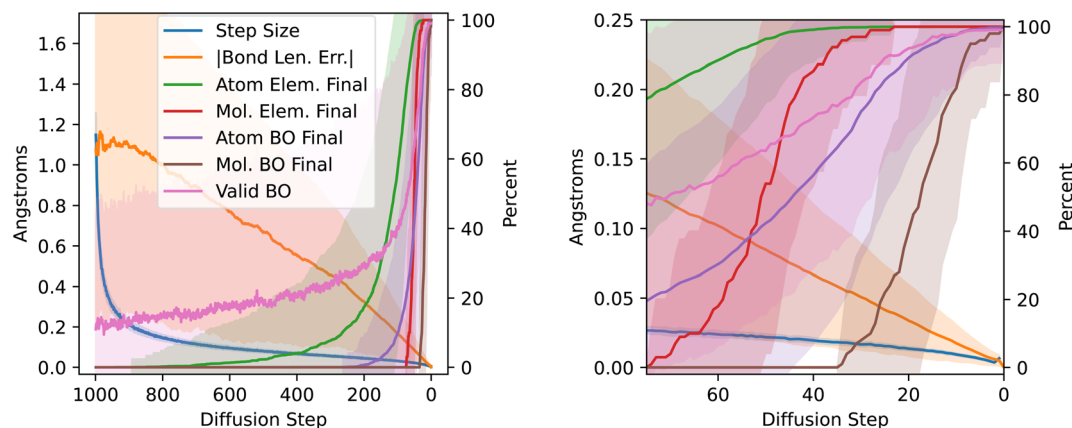 Angstroms
1.6
1.4
1.2
1.0
0.8
0.6
0.4
0.2
0.0
Step Size
|Bond Len. Err.|
Atom Elem. Final
Mol. Elem. Final
Atom BO Final
Mol. BO Final
Valid BO
100
80
60
40
20
0
Percent
1000 800 600 400 200 0
Diffusion Step
Angstroms
0.25
0.20
0.15
0.10
0.05
0.00
100
80
60
40
20
0
Percent
60 40 20 0
Diffusion Step